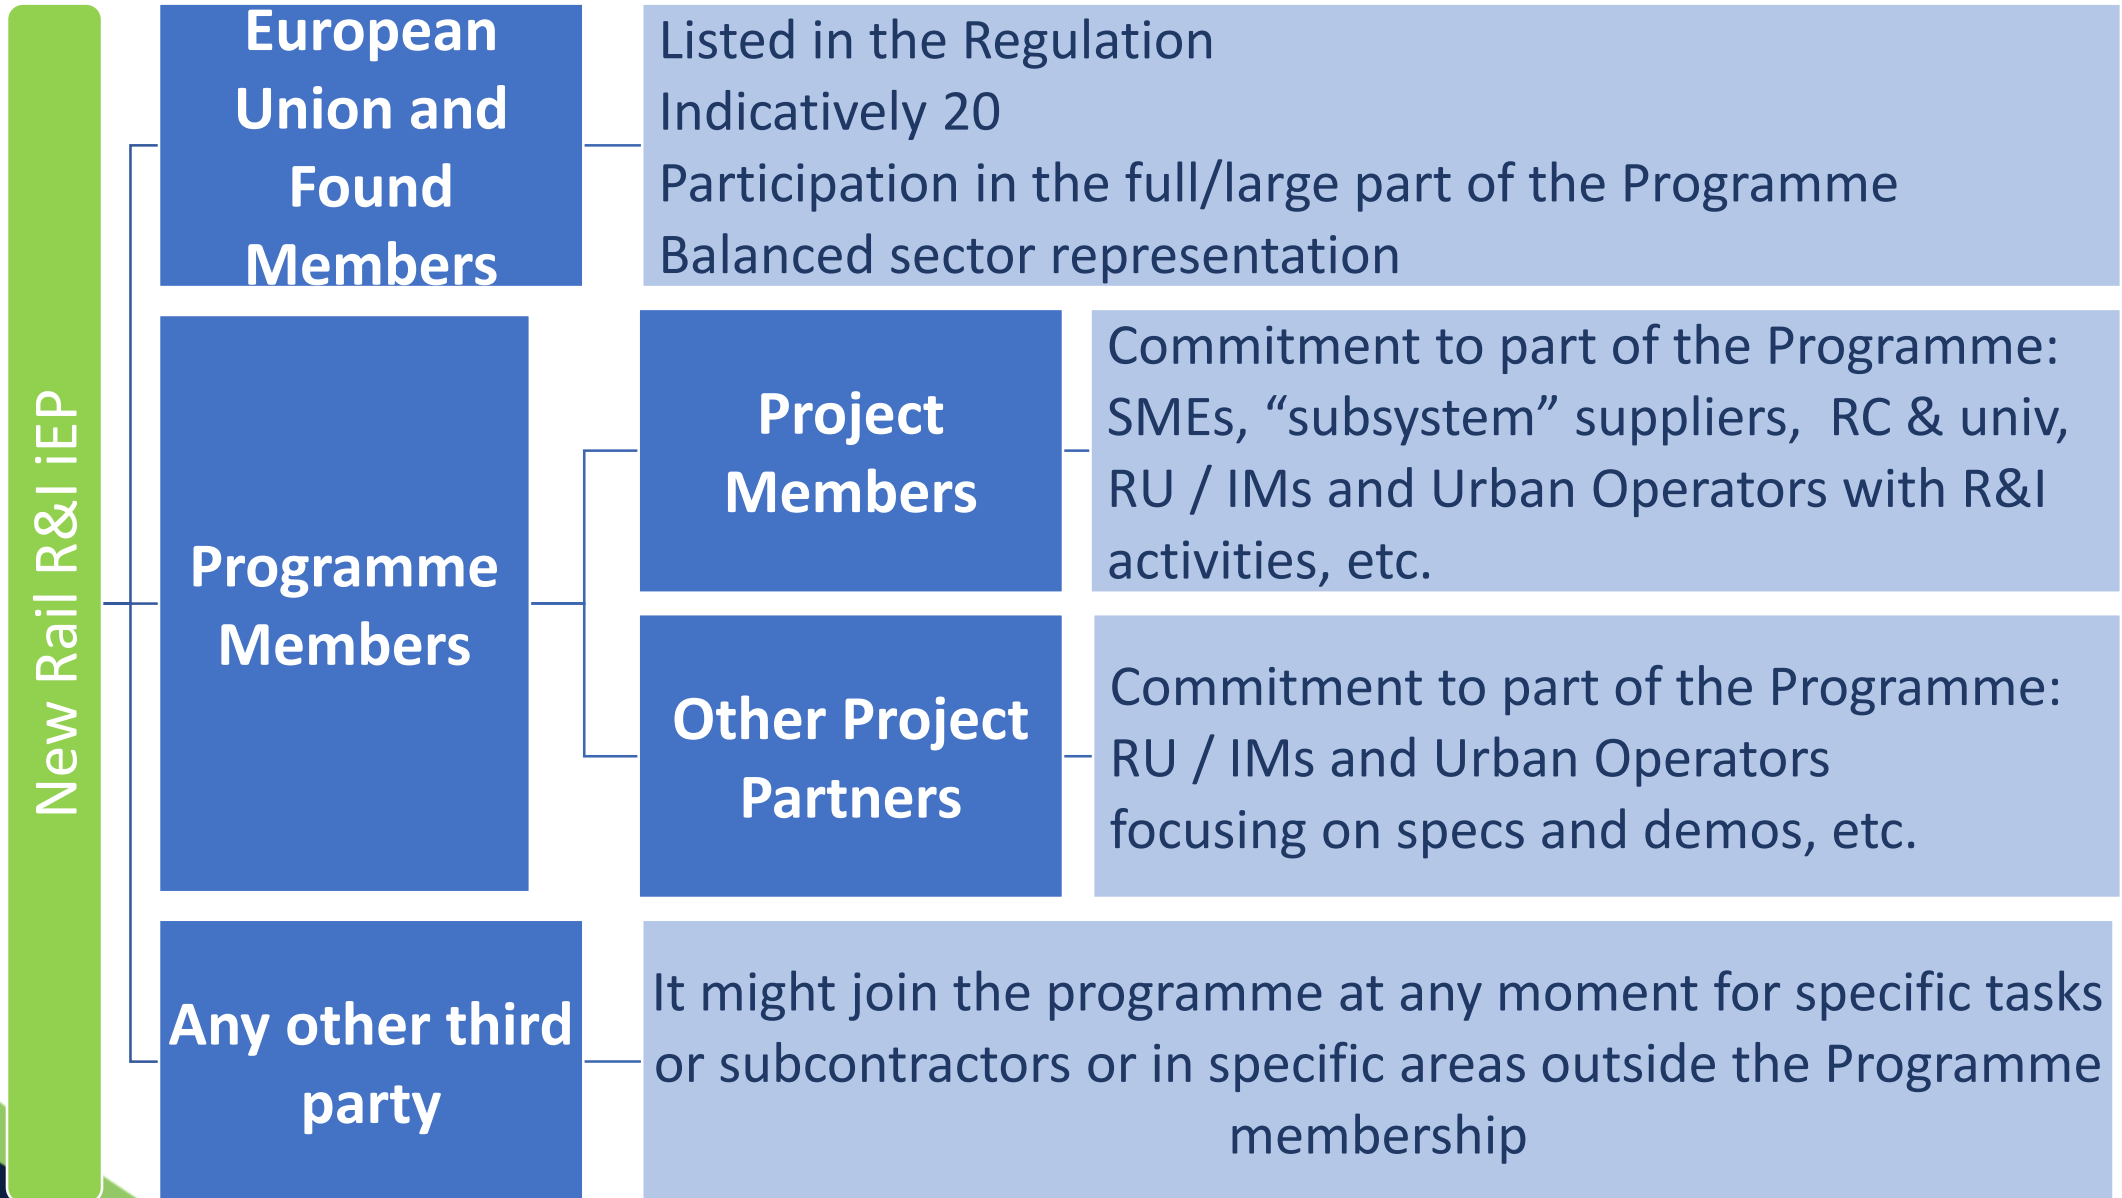 New Rail R&I iEP
European
Union and
Found
Members
Listed in the Regulation
Indicatively 20
Participation in the full/large part of the Programme
Balanced sector representation
Programme
Members
Project
Members
Commitment to part of the Programme:
SMEs, “subsystem” suppliers,  RC & univ,
RU / IMs and Urban Operators with R&I
activities, etc.
Other Project
Partners
Commitment to part of the Programme:
RU / IMs and Urban Operators
focusing on specs and demos, etc.
Any other third
party
It might join the programme at any moment for specific tasks
or subcontractors or in specific areas outside the Programme
membership